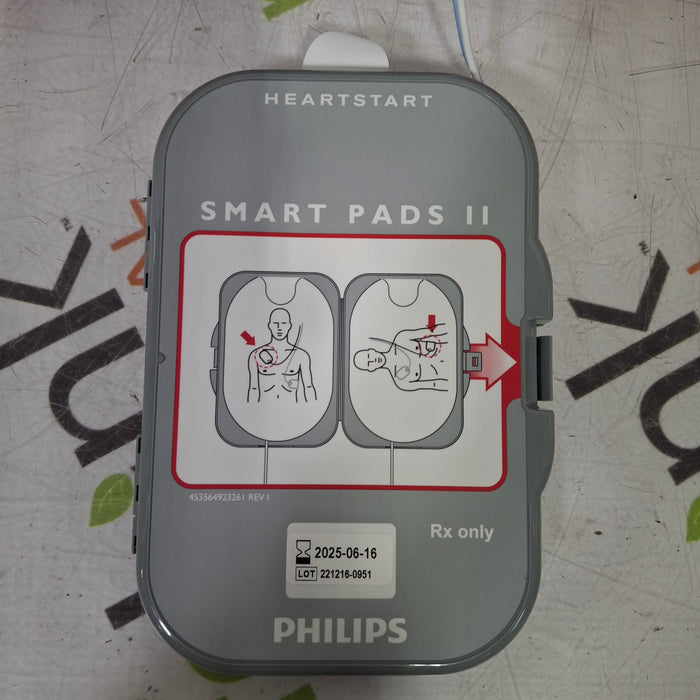 HEARTSTART
SMART PADS II
453564923261 REV I
Rx only
2025-06-16
LOT 221216-0951
PHILIPS